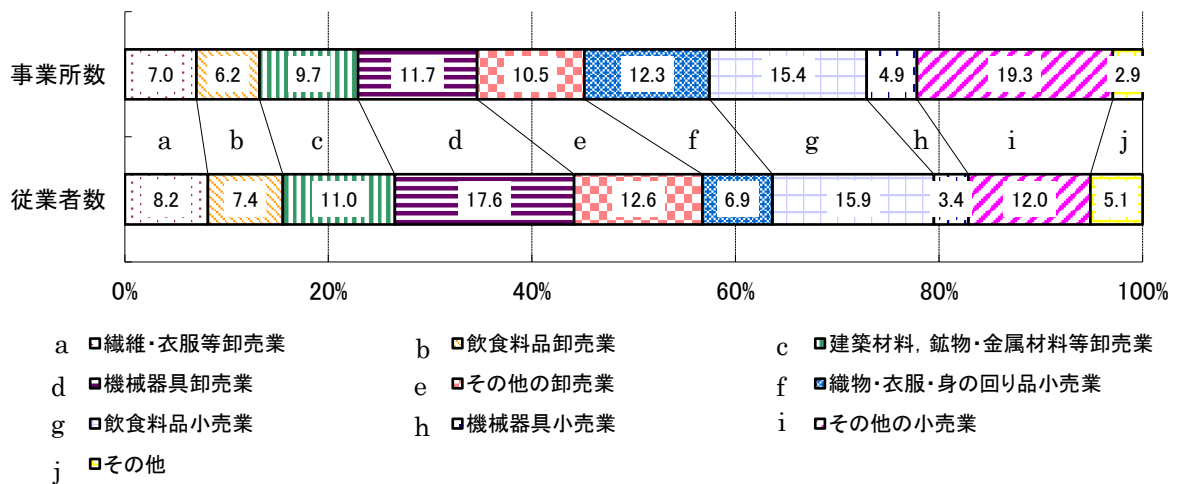 事業所数 7.0 6.2 9.7 11.7 10.5 12.3 15.4 4.9 19.3 2.9
a b c d e f g h i j
従業者数 8.2 7.4 11.0 17.6 12.6 6.9 15.9 3.4 12.0 5.1
0% 20% 40% 60% 80% 100%
a 繊維・衣服等卸売業 b 飲食料品卸売業 c 建築材料，鉱物・金属材料等卸売業
d 機械器具卸売業 e その他の卸売業 f 織物・衣服・身の回り品小売業
g 飲食料品小売業 h 機械器具小売業 i その他の小売業
j その他